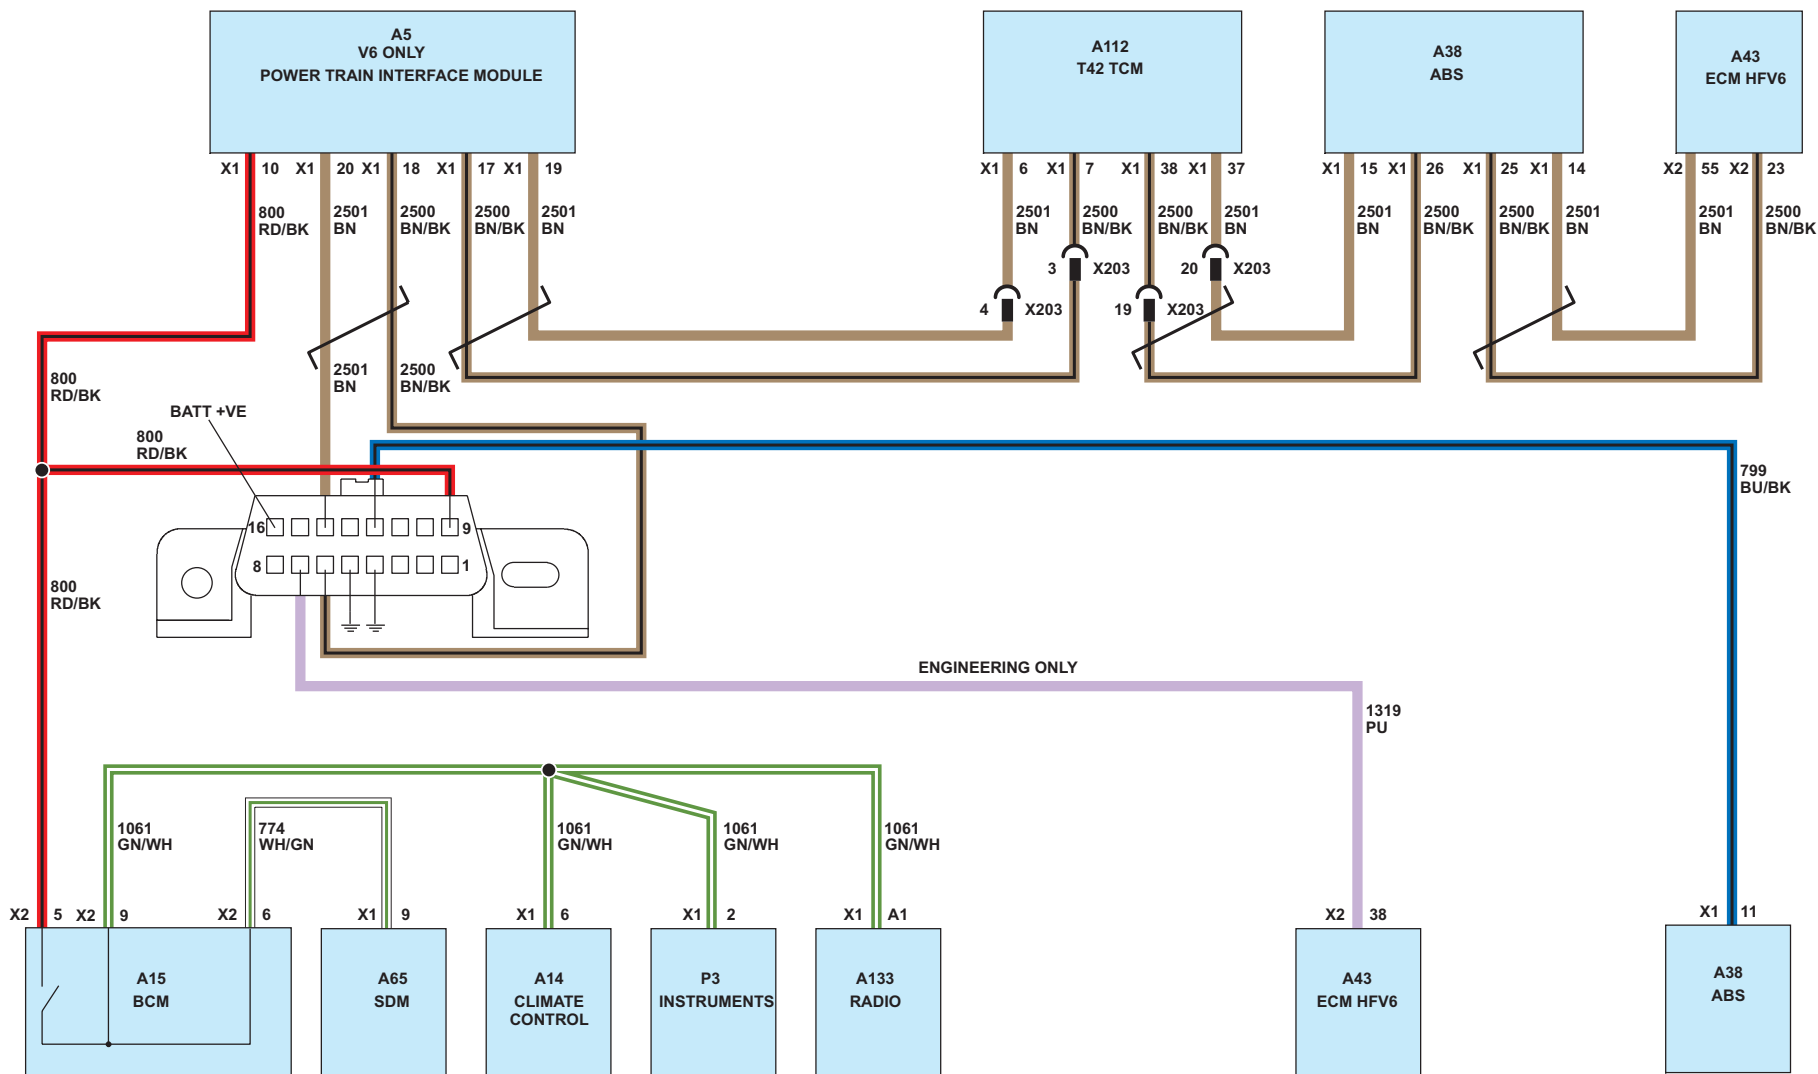 A5
V6 ONLY
POWER TRAIN INTERFACE MODULE
A112
T42 TCM
A38
ABS
A43
ECM HFV6
X1 10 X1 20 X1 18 X1 17 X1 19
X1 6 X1 7 X1 38 X1 37
X1 15 X1 26 X1 25 X1 14
X2 55 X2 23
800
RD/BK
2501
BN
2500
BN/BK
2500
BN/BK
2501
BN
2501
BN
2500
BN/BK
2500
BN/BK
2501
BN
2501
BN
2500
BN/BK
2500
BN/BK
2501
BN
2501
BN
2500
BN/BK
3 X203
20 X203
4 X203
19 X203
800
RD/BK
2501
BN
2500
BN/BK
BATT +VE
800
RD/BK
799
BU/BK
16
9
8
1
800
RD/BK
ENGINEERING ONLY
1319
PU
1061
GN/WH
774
WH/GN
1061
GN/WH
1061
GN/WH
1061
GN/WH
X2 5 X2 9 X2 6
X1 9
X1 6
X1 2
X1 A1
X2 38
X1 11
A15
BCM
A65
SDM
A14
CLIMATE
CONTROL
P3
INSTRUMENTS
A133
RADIO
A43
ECM HFV6
A38
ABS